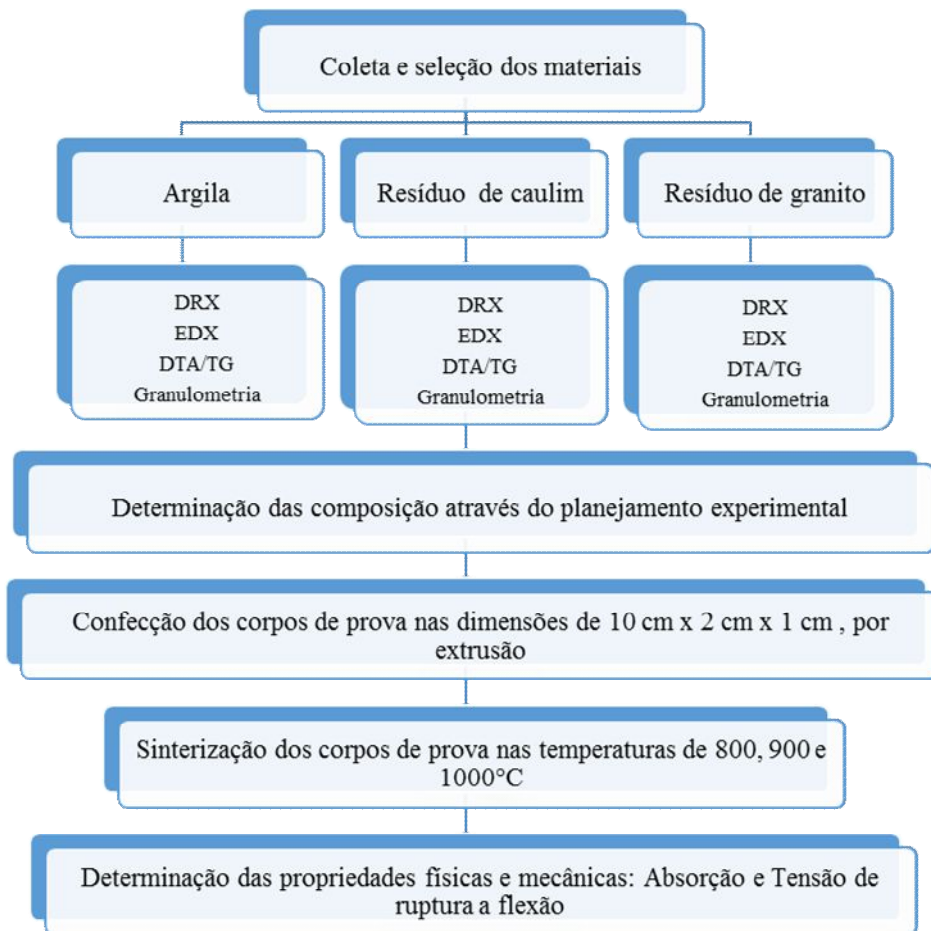 Coleta e seleção dos materiais
Argila
Resíduo de caulim
Resíduo de granito
DRX
EDX
DTA/TG
Granulometria
DRX
EDX
DTA/TG
Granulometria
DRX
EDX
DTA/TG
Granulometria
Determinação das composição através do planejamento experimental
Confecção dos corpos de prova nas dimensões de 10 cm x 2 cm x 1 cm , por
extrusão
Sinterização dos corpos de prova nas temperaturas de 800, 900 e
1000°C
Determinação das propriedades físicas e mecânicas: Absorção e Tensão de
ruptura a flexão